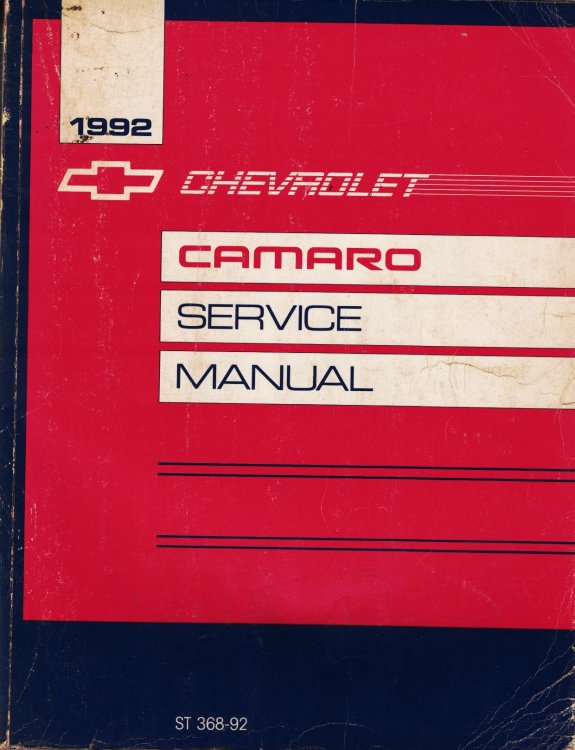 1992
CHEVROLET
CAMARO
SERVICE
MANUAL
ST 368-92